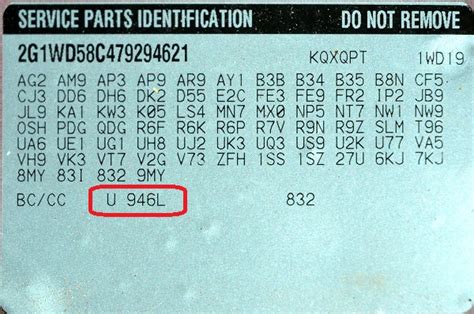 SERVICE PARTS IDENTIFICATION DO NOT REMOVE
2G1WD58C479294621 KQXQPT 1WD19
AG2 AM9 AP3 AP9 AR9 AY1 B3B B34 B35 B8N CF5
CJ3 DD6 DH6 DK2 D55 E2C FE3 FE9 FR2 IP2 JB9
JL9 KA1 KW3 K05 LS4 MN7 MX0 NP5 NT7 NW1 NW9
OSH PDG QDG R6F R6K R6T P7X R7V R9N R9Z SLM T96
UA6 UE1 UG1 UH8 UJ2 UK3 UQ3 US8 U2K U77 VA5
VH9 VK3 VT7 V2G V73 ZFH 1SS 1SZ 27U 6KJ 7KJ
8MY 83I 832 9MY
BC/CC U 946L 832